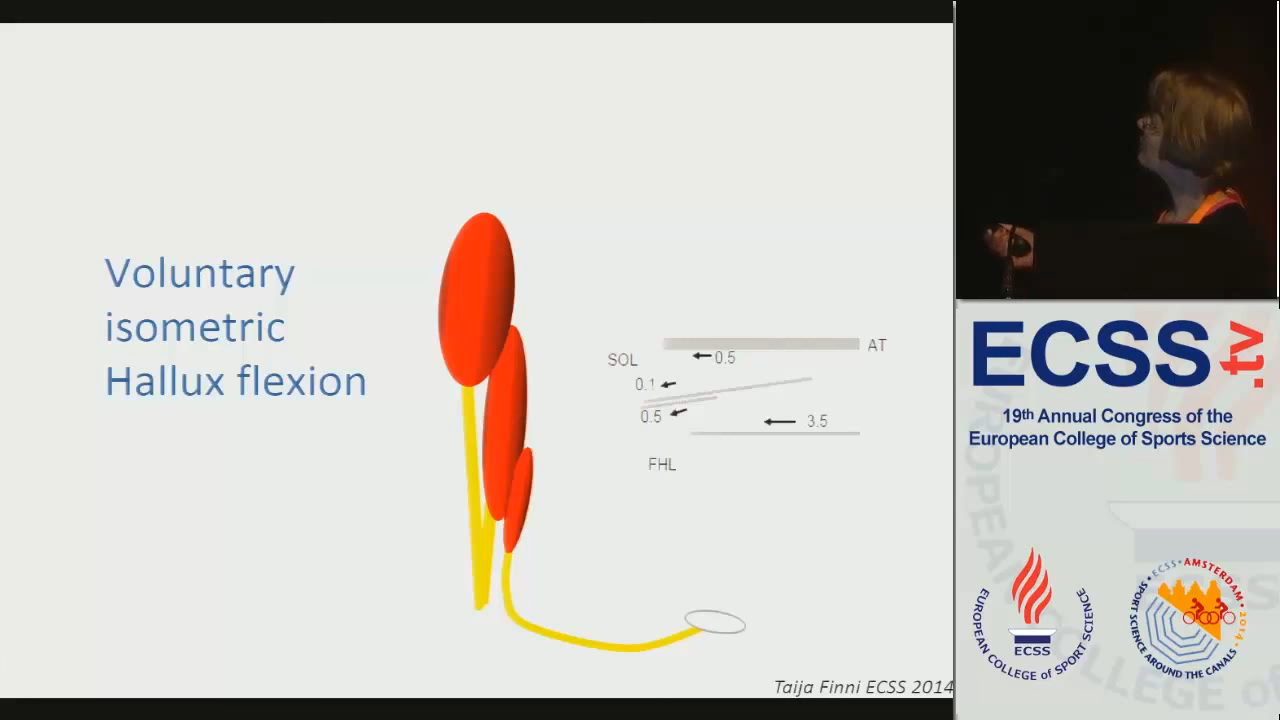 Voluntary
isometric
Hallux flexion
AT
SOL
0.5
0.1
0.5
3.5
FHL
Taija Finni ECSS 2014
ECSS.tv
19th Annual Congress of the
European College of Sports Science
EUROPEAN COLLEGE of SPORT SCIENCE
ECSS
ECSS • AMSTERDAM • 2014 •
SPORT SCIENCE AROUND THE CANALS